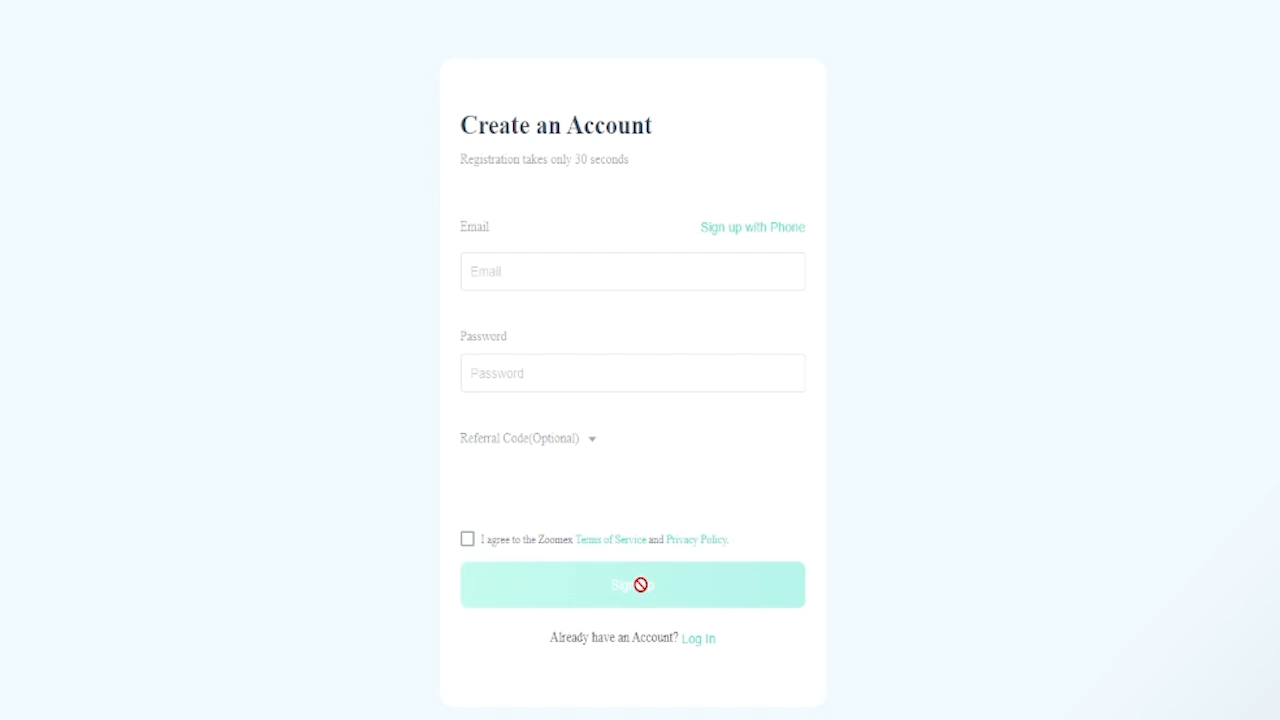 Create an Account
Registration takes only 30 seconds
Email
Sign up with Phone
Email
Password
Password
Referral Code(Optional)
I agree to the Zoomex Terms of Service and Privacy Policy.
Already have an Account? Log In